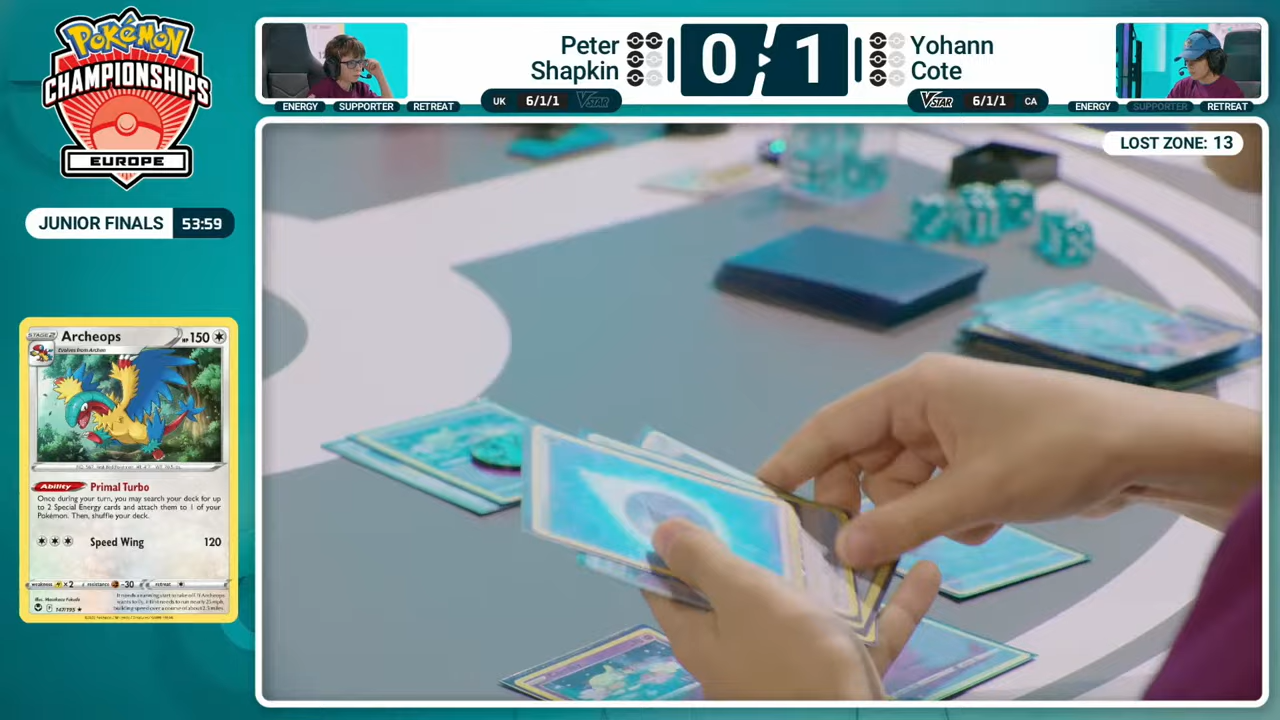 Pokémon
CHAMPIONSHIPS
EUROPE
JUNIOR FINALS 53:59
Peter
Shapkin
0 1
Yohann
Cote
ENERGY SUPPORTER RETREAT
UK 6/1/1 VSTAR
VSTAR 6/1/1 CA
ENERGY SUPPORTER RETREAT
LOST ZONE: 13
STAGE 2
Archeops HP 150
Evolves from Archen
Ability Primal Turbo
Once during your turn, you may search your deck for up
to 2 Special Energy cards and attach them to 1 of your
Pokémon. Then, shuffle your deck.
Speed Wing 120
weakness ×2 resistance -30 retreat
147/195